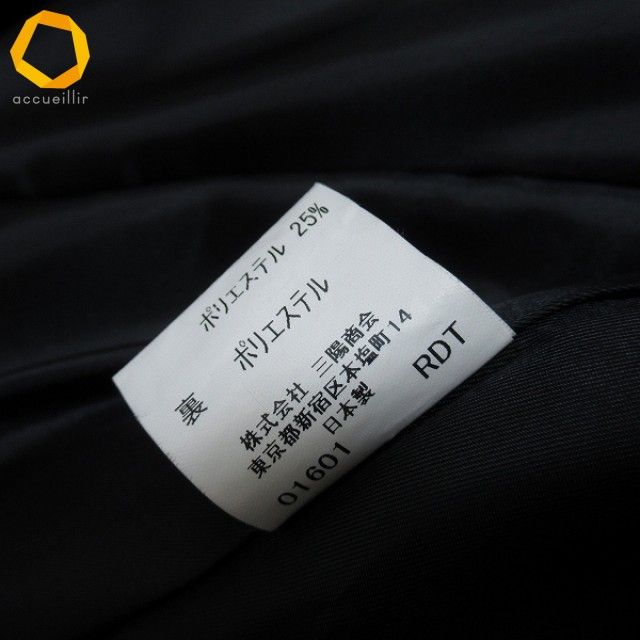 accueillir
ポリエステル 25%
裏 ポリエステル
株式会社 三陽商会
東京都新宿区本塩町14
01601 日本製 RDT